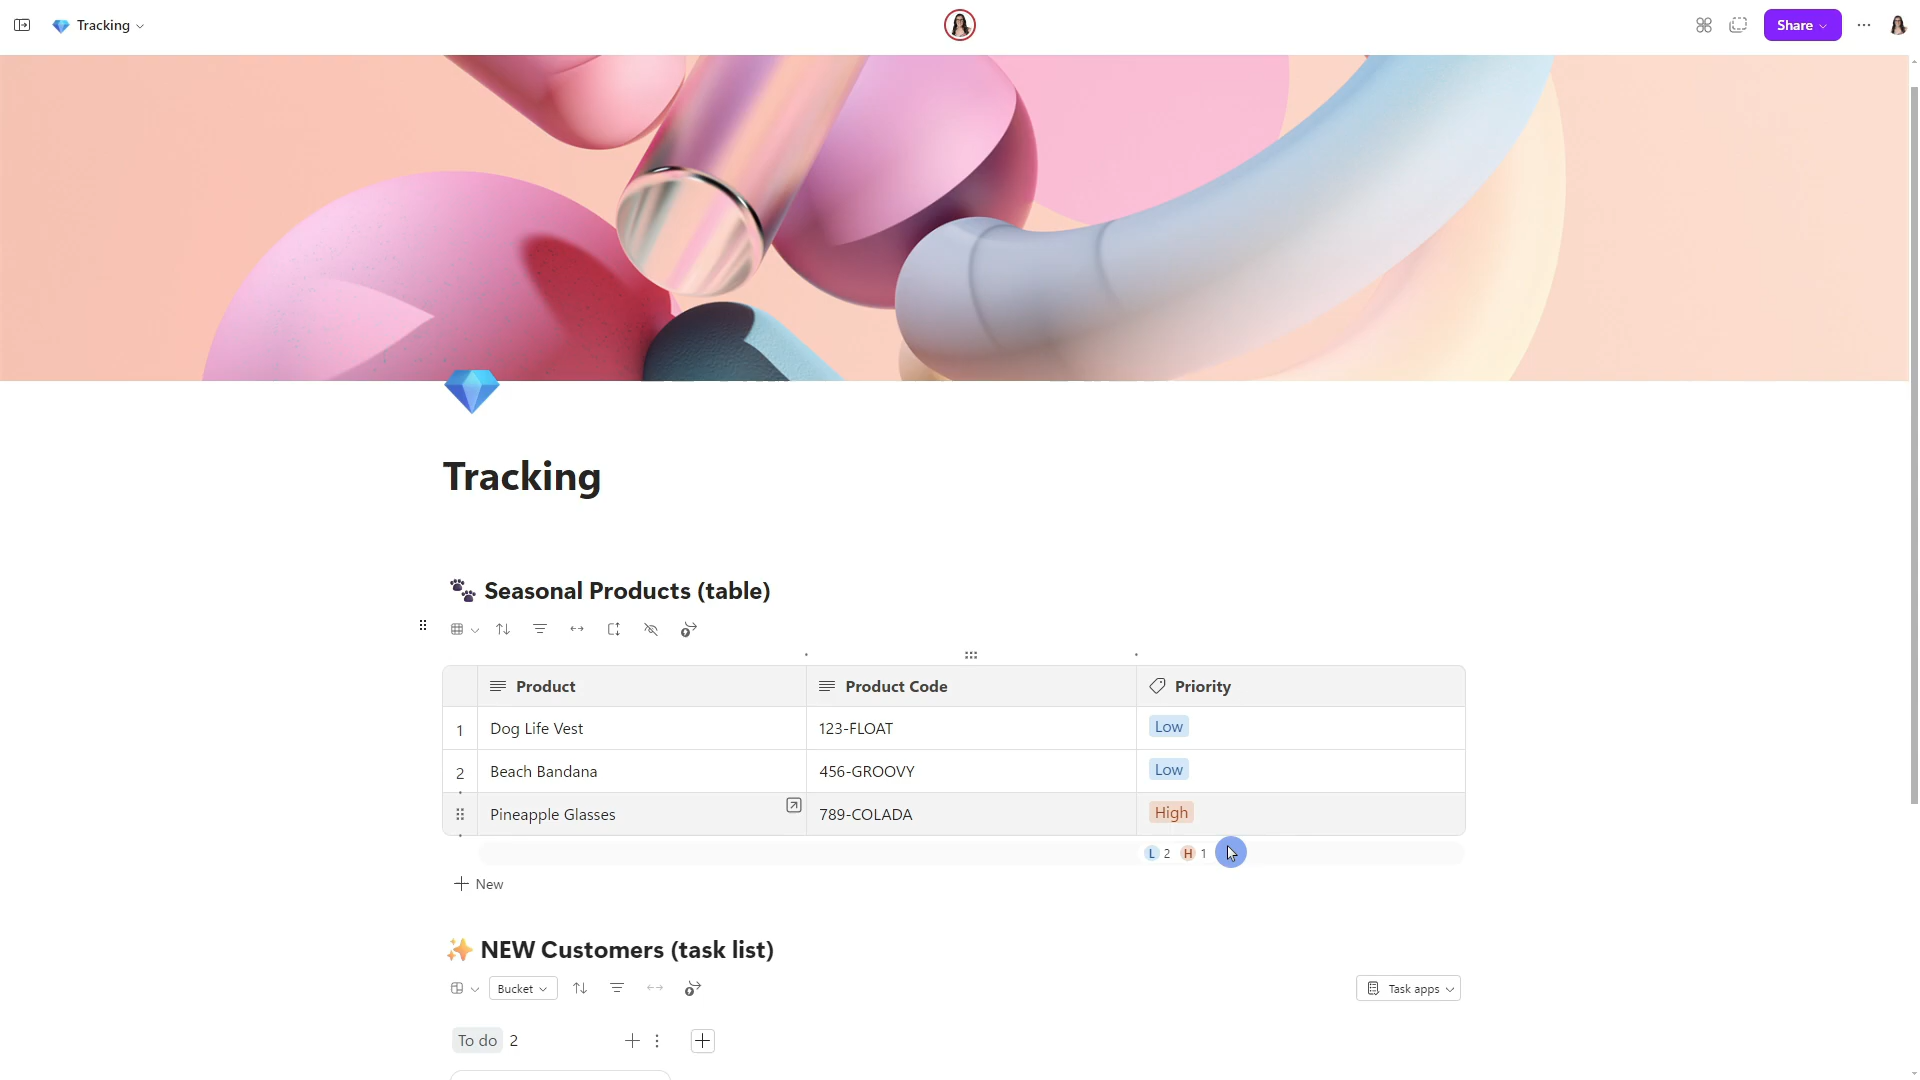 Tracking
Share
Tracking
Seasonal Products (table)
Product Product Code Priority
1 Dog Life Vest 123-FLOAT Low
2 Beach Bandana 456-GROOVY Low
Pineapple Glasses 789-COLADA High
L 2 H 1
New
NEW Customers (task list)
Bucket Task apps
To do 2